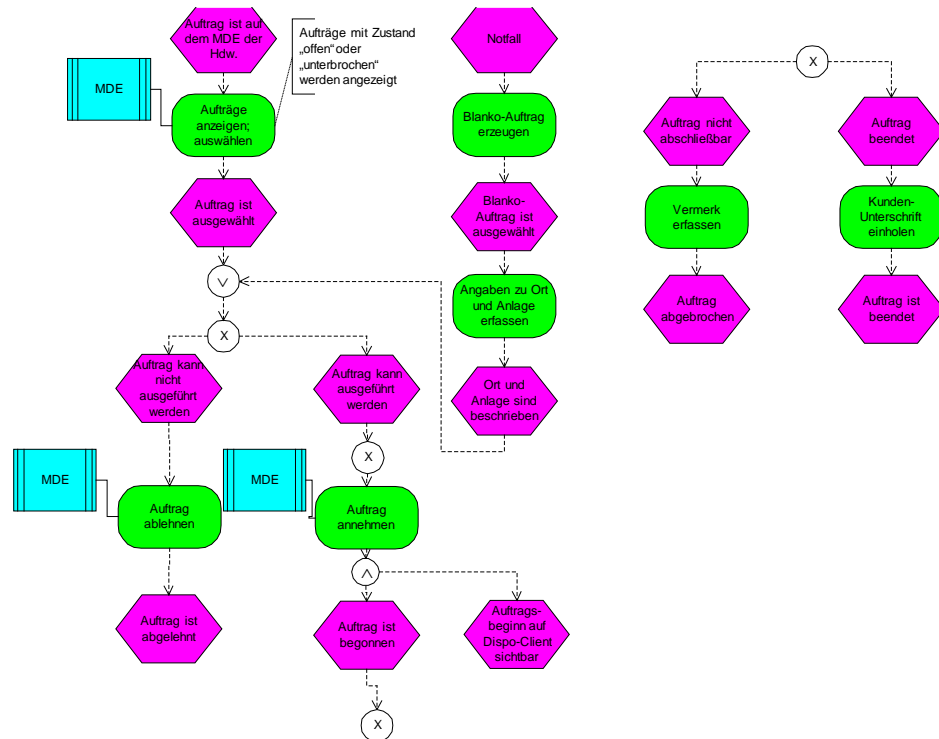 Auftrag ist auf
dem MDE der
Hdw.
Aufträge mit Zustand
„offen“ oder
„unterbrochen“
werden angezeigt
Notfall
X
MDE
Aufträge
anzeigen;
auswählen
Blanko-Auftrag
erzeugen
Auftrag nicht
abschließbar
Auftrag
beendet
Auftrag ist
ausgewählt
Blanko-
Auftrag ist
ausgewählt
Vermerk
erfassen
Kunden-
Unterschrift
einholen
V
Angaben zu Ort
und Anlage
erfassen
Auftrag
abgebrochen
Auftrag ist
beendet
X
Auftrag kann
nicht
ausgeführt
werden
Auftrag kann
ausgeführt
werden
Ort und
Anlage sind
beschrieben
X
MDE
MDE
Auftrag
ablehnen
Auftrag
annehmen
Λ
Auftrag ist
abgelehnt
Auftrag ist
begonnen
Auftrags-
beginn auf
Dispo-Client
sichtbar
X